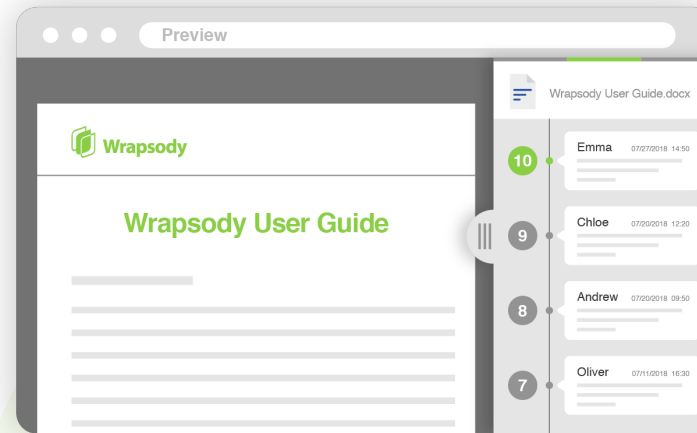 Preview
Wrapsody
Wrapsody User Guide
Wrapsody User Guide.docx
10
Emma 07/27/2018 14:50
9
Chloe 07/20/2018 12:20
8
Andrew 07/20/2018 09:50
7
Oliver 07/11/2018 16:30